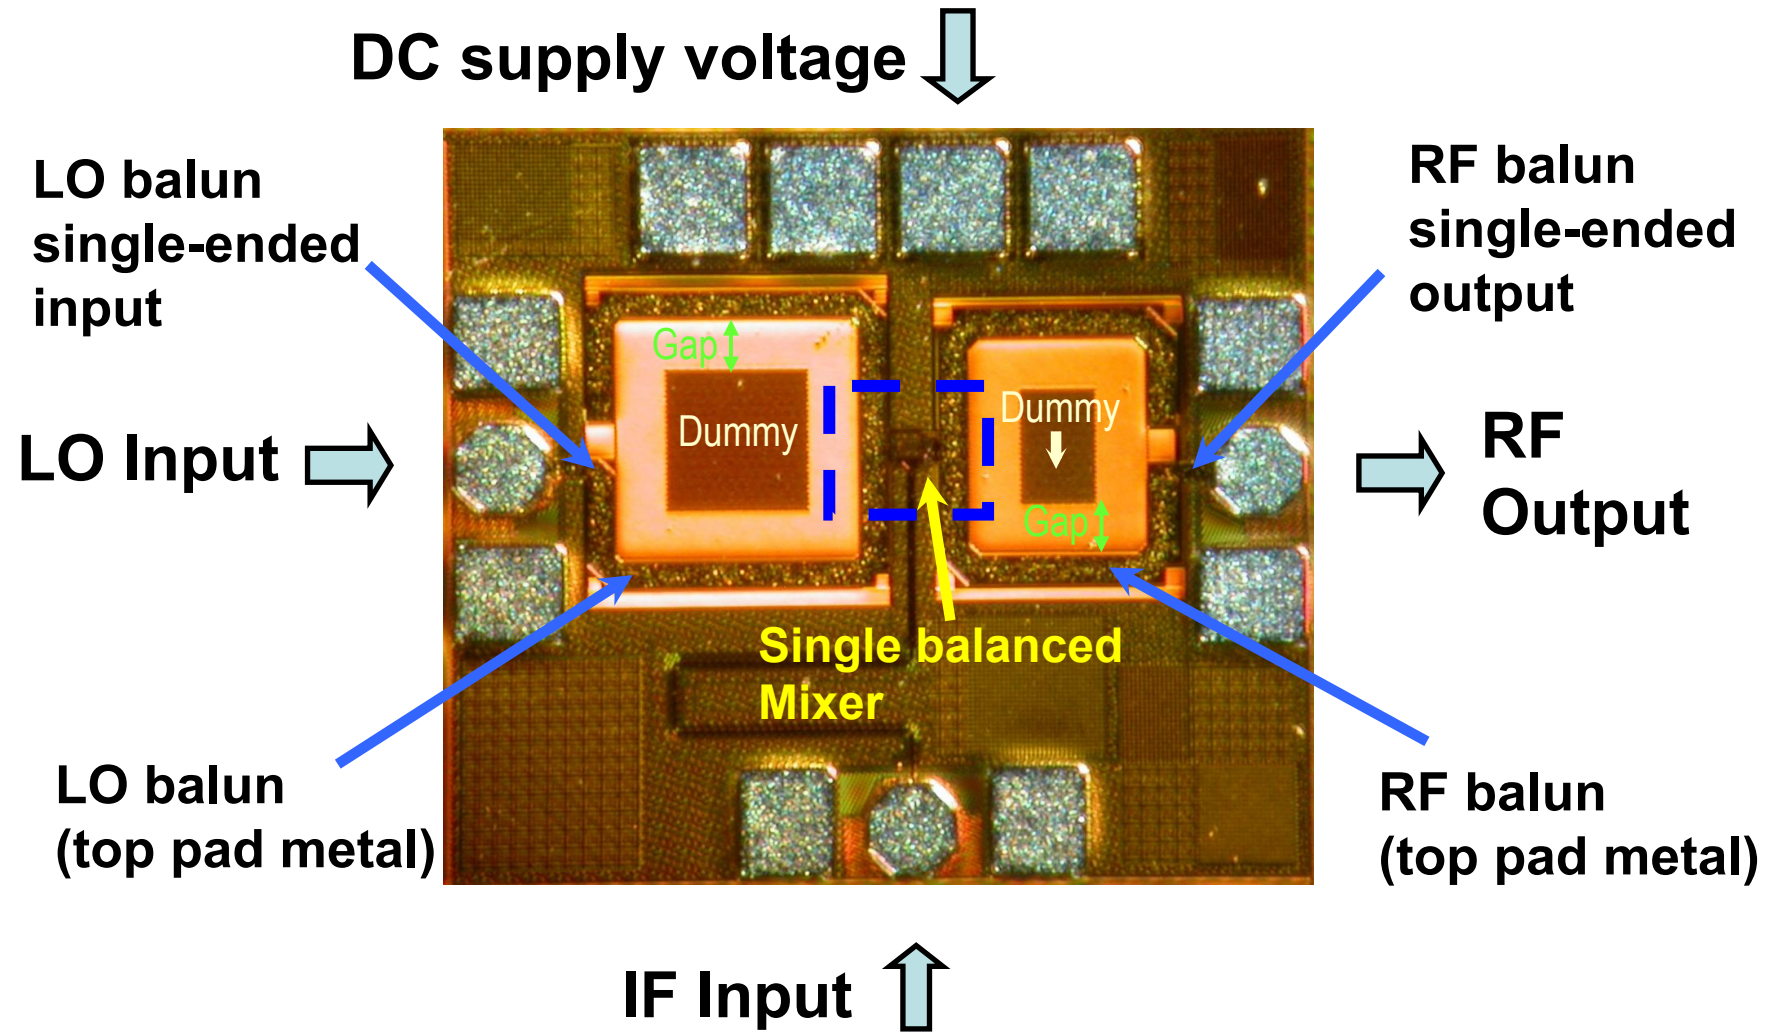 DC supply voltage
LO balun
single-ended
input
RF balun
single-ended
output
Gap
Dummy
Dummy
LO Input
RF
Output
Gap
Single balanced
Mixer
LO balun
(top pad metal)
RF balun
(top pad metal)
IF Input